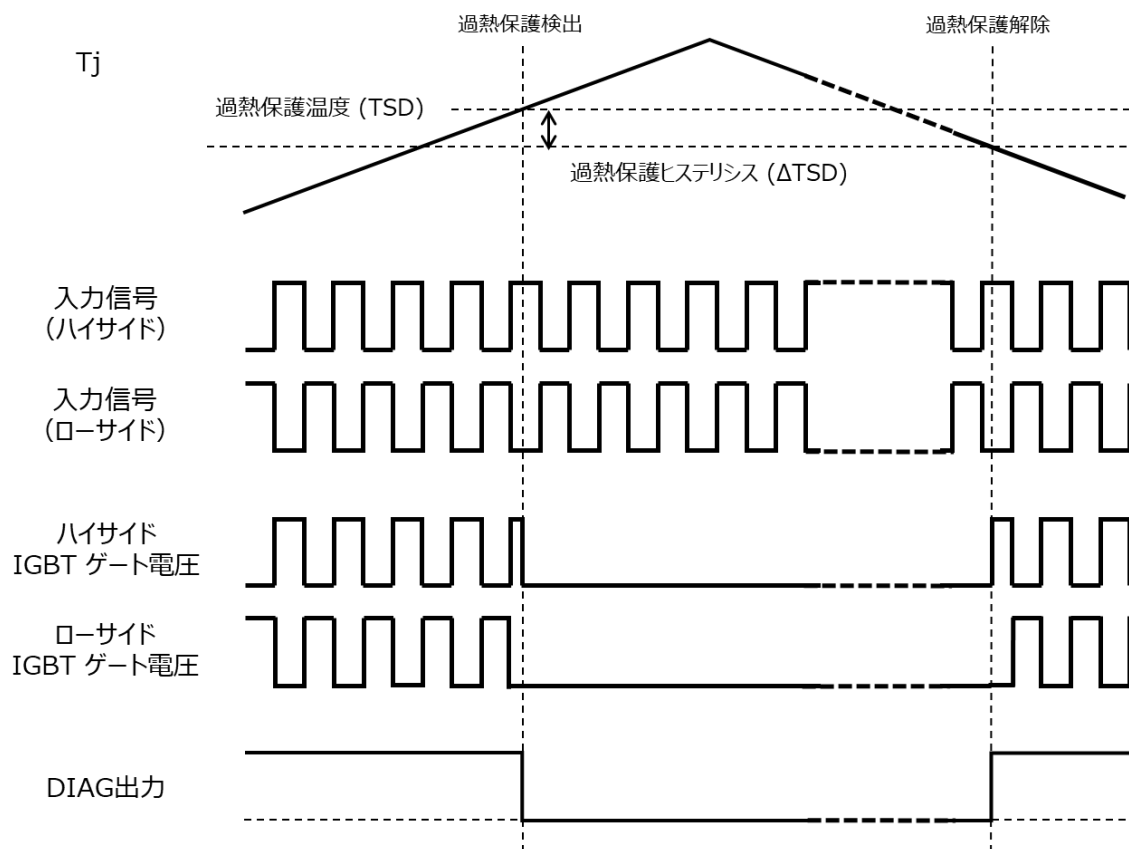 過熱保護検出
過熱保護解除
Tj
過熱保護温度 (TSD)
過熱保護ヒステリシス (ΔTSD)
入力信号
(ハイサイド)
入力信号
(ローサイド)
ハイサイド
IGBT ゲート電圧
ローサイド
IGBT ゲート電圧
DIAG出力